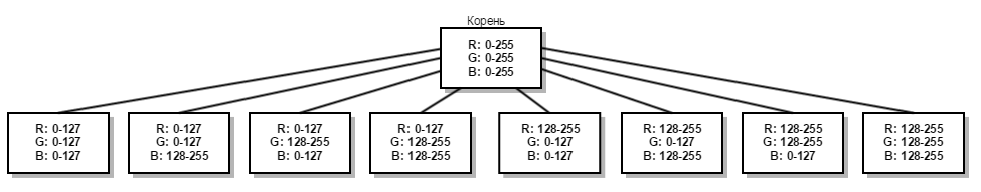 Корень
R: 0-255
G: 0-255
B: 0-255
R: 0-127
G: 0-127
B: 0-127
R: 0-127
G: 0-127
B: 128-255
R: 0-127
G: 128-255
B: 0-127
R: 0-127
G: 128-255
B: 128-255
R: 128-255
G: 0-127
B: 0-127
R: 128-255
G: 0-127
B: 128-255
R: 128-255
G: 128-255
B: 0-127
R: 128-255
G: 128-255
B: 128-255